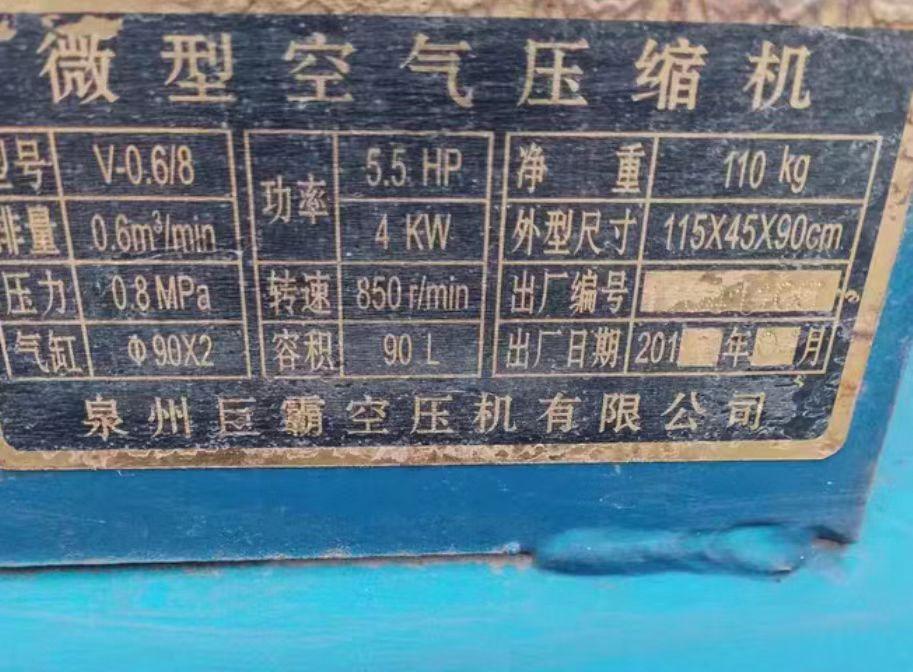 微型空气压缩机
型号 V-0.6/8 功率 5.5 HP 净重 110 kg
排量 0.6m³/min 4 KW 外型尺寸 115X45X90cm
压力 0.8 MPa 转速 850 r/min 出厂编号
气缸 Φ90X2 容积 90 L 出厂日期 201 年 月
泉州巨霸空压机有限公司